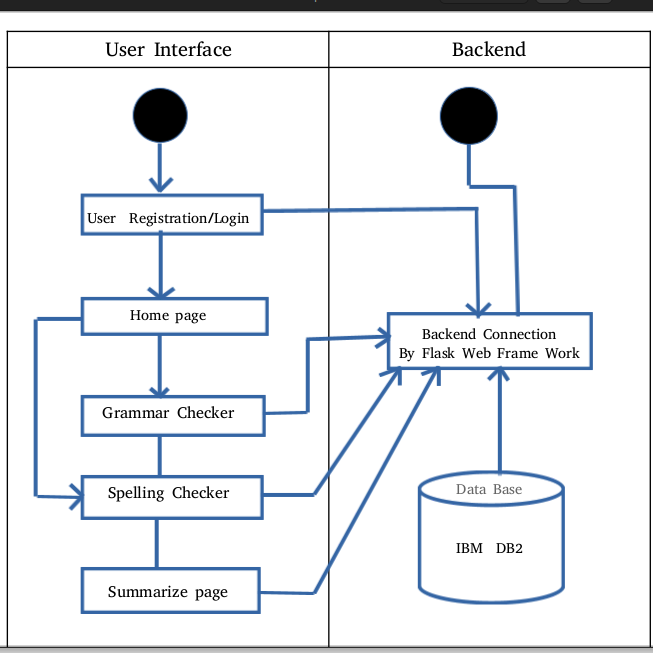 User Interface
Backend
User Registration/Login
Home page
Backend Connection
By Flask Web Frame Work
Grammar Checker
Spelling Checker
Data Base
IBM DB2
Summarize page